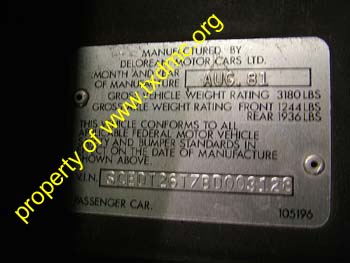 MANUFACTURED BY
DELOREAN MOTOR CARS LTD.
MONTH AND YEAR
OF MANUFACTURE AUG. 81
GROSS VEHICLE WEIGHT RATING 3180 LBS
GROSS AXLE WEIGHT RATING FRONT 1244 LBS
REAR 1936 LBS
THIS VEHICLE CONFORMS TO ALL
APPLICABLE FEDERAL MOTOR VEHICLE
SAFETY AND BUMPER STANDARDS IN
EFFECT ON THE DATE OF MANUFACTURE
SHOWN ABOVE.
V.I.N. SCEDT26T7BD003128
PASSENGER CAR. 105196
property of www.txdmc.org